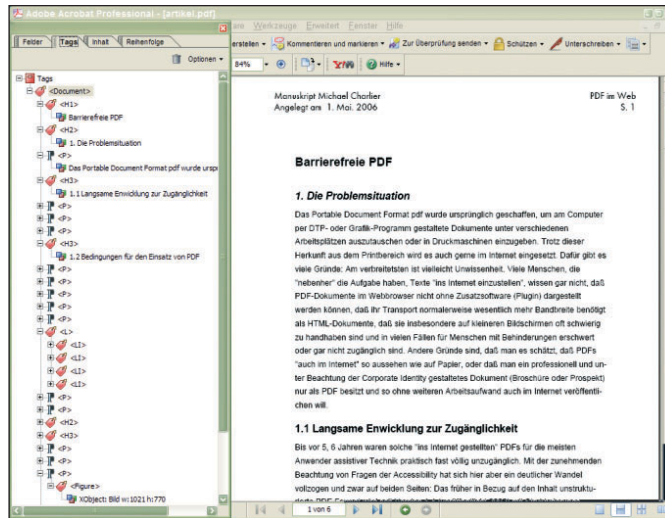 Adobe Acrobat Professional - [artikel.pdf]
Werkzeuge Erweitert Fenster Hilfe
Felder Tags Inhalt Reihenfolge
Optionen
erstellen Kommentieren und markieren Zur Überprüfung senden Schützen Unterschreiben
84% Hilfe
Tags
<Document>
<H1>
Barrierefreie PDF
<H2>
1. Die Problemsituation
<P>
Das Portable Document Format pdf wurde urspr
<H3>
1.1 Langsame Enwicklung zur Zugänglichkeit
<P>
<P>
<P>
<H3>
1.2 Bedingungen für den Einsatz von PDF
<P>
<P>
<P>
<P>
<L>
<LI>
<LI>
<LI>
<LI>
<P>
<P>
<H2>
<H3>
<P>
<P>
<P>
<Figure>
XObject: Bild w:1021 h:770
Manuskript Michael Charlier PDF im Web
Angelegt am 1. Mai. 2006 S. 1
Barrierefreie PDF
1. Die Problemsituation
Das Portable Document Format pdf wurde ursprünglich geschaffen, um am Computer
per DTP- oder Grafik-Programm gestaltete Dokumente unter verschiedenen
Arbeitsplätzen auszutauschen oder in Druckmaschinen einzugeben. Trotz dieser
Herkunft aus dem Printbereich wird es auch gerne im Internet eingesetzt. Dafür gibt es
viele Gründe: Am verbreitetsten ist vielleicht Unwissenheit. Viele Menschen, die
"nebenher" die Aufgabe haben, Texte "ins Internet einzustellen", wissen gar nicht, daß
PDF-Dokumente im Webbrowser nicht ohne Zusatzsoftware (Plugin) dargestellt
werden können, daß ihr Transport normalerweise wesentlich mehr Bandbreite benötigt
als HTML-Dokumente, daß sie insbesondere auf kleineren Bildschirmen oft schwierig
zu handhaben sind und in vielen Fällen für Menschen mit Behinderungen erschwert
oder gar nicht zugänglich sind. Andere Gründe sind, daß man es schätzt, daß PDFs
"auch im Internet" so aussehen wie auf Papier, oder daß man ein professionell und un-
ter Beachtung der Corporate Identity gestaltetes Dokument (Broschüre oder Prospekt)
nur als PDF besitzt und so ohne weiteren Arbeitsaufwand auch im Internet veröffentli-
chen will.
1.1 Langsame Enwicklung zur Zugänglichkeit
Bis vor 5, 6 Jahren waren solche "ins Internet gestellten" PDFs für die meisten
Anwender assistiver Technik praktisch fast völlig unzugänglich. Mit der zunehmenden
Beachtung von Fragen der Accessibility hat sich hier aber ein deutlicher Wandel
vollzogen und zwar auf beiden Seiten: Das früher in Bezug auf den Inhalt unstruktu-
1 von 6